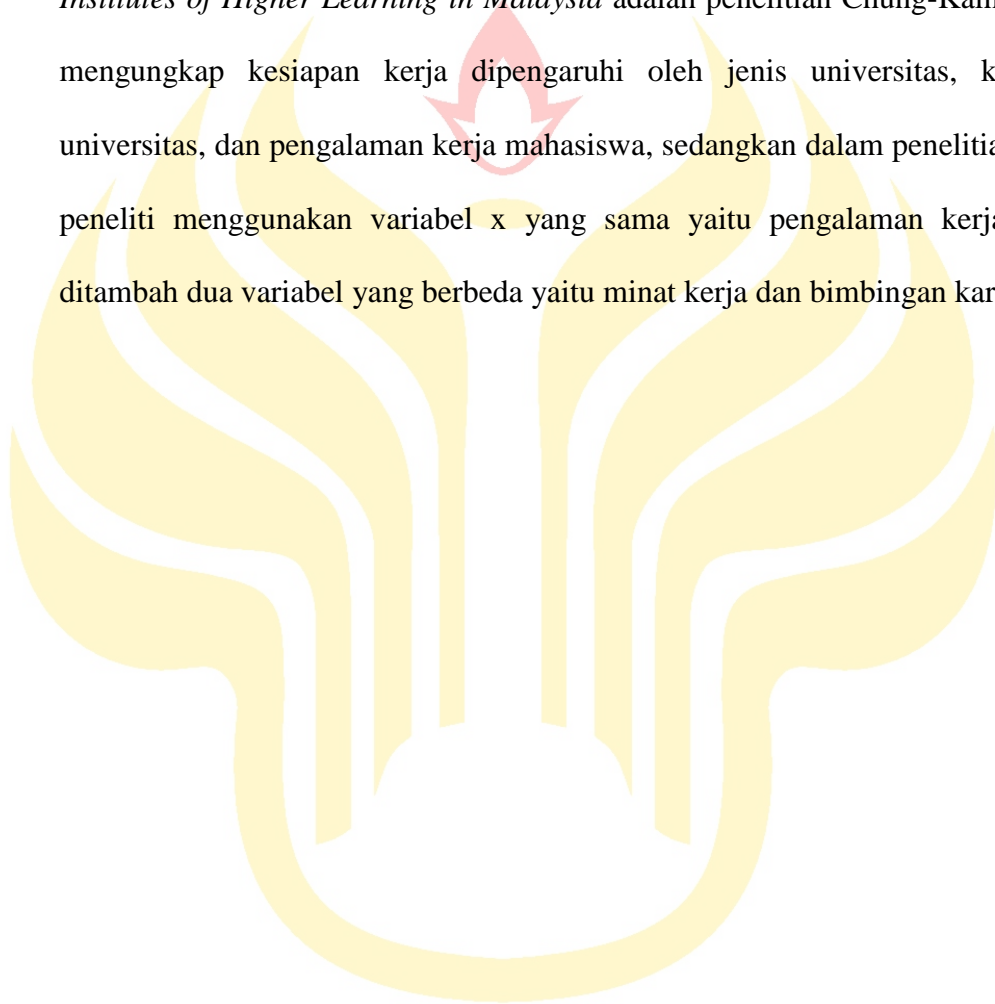 Institutes of Higher Learning in Malaysia adalah penelitian Chung-Kam
mengungkap kesiapan kerja dipengaruhi oleh jenis universitas, k
universitas, dan pengalaman kerja mahasiswa, sedangkan dalam penelitia
peneliti menggunakan variabel x yang sama yaitu pengalaman kerja
ditambah dua variabel yang berbeda yaitu minat kerja dan bimbingan kar